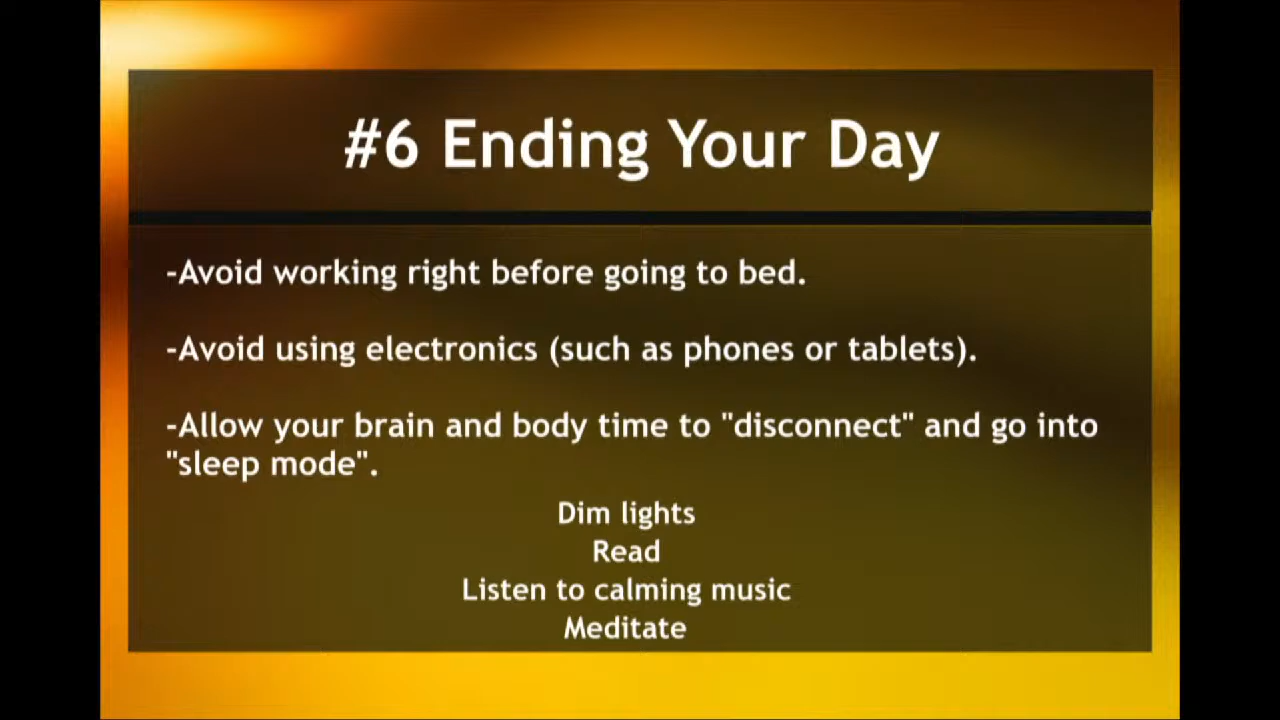 #6 Ending Your Day
-Avoid working right before going to bed.
-Avoid using electronics (such as phones or tablets).
-Allow your brain and body time to "disconnect" and go into
"sleep mode".
Dim lights
Read
Listen to calming music
Meditate